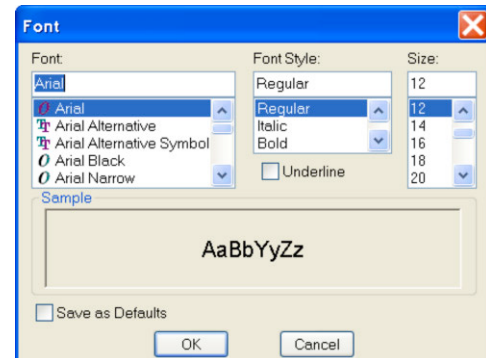 Font
Font: Font Style: Size:
Arial Regular 12
Arial Regular 12
Arial Alternative Italic 14
Arial Alternative Symbol Bold 16
Arial Black Underline 18
Arial Narrow 20
Sample
AaBbYyZz
Save as Defaults
OK Cancel